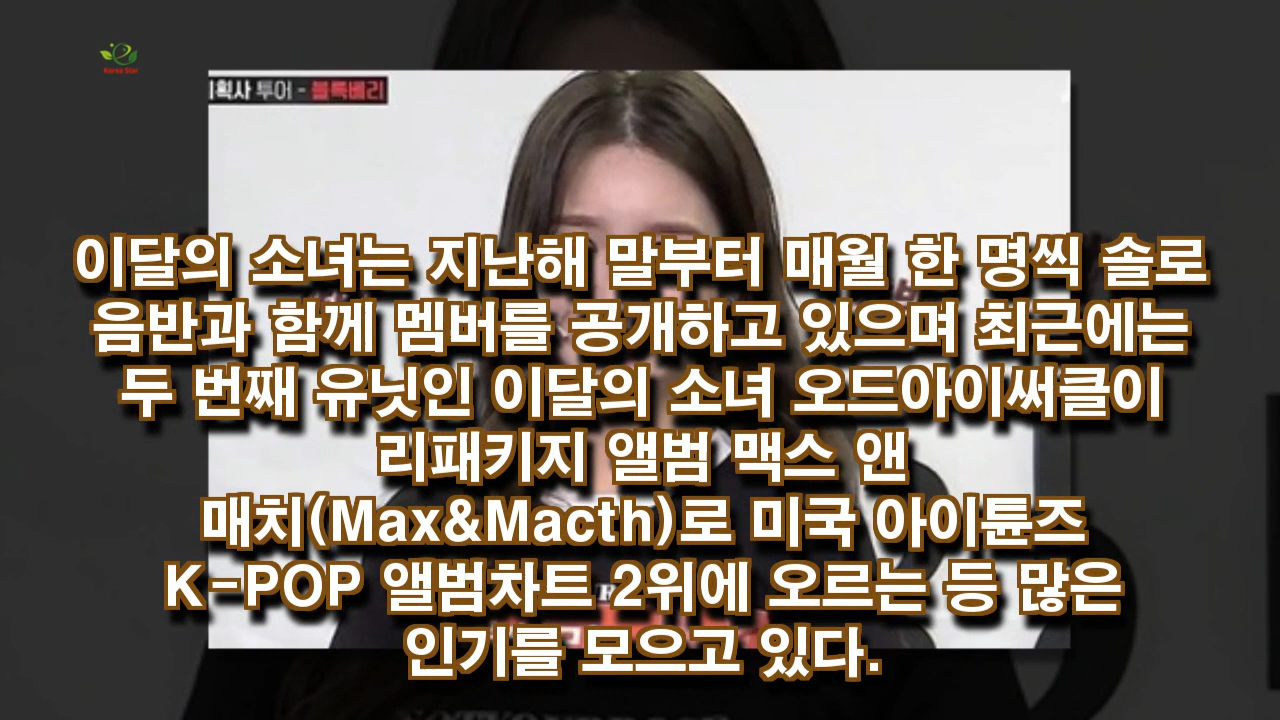 Korea Star
획사 투어 - 블록베리
이달의 소녀는 지난해 말부터 매월 한 명씩 솔로
음반과 함께 멤버를 공개하고 있으며 최근에는
두 번째 유닛인 이달의 소녀 오드아이써클이
리패키지 앨범 맥스 앤
매치(Max&Macth)로 미국 아이튠즈
K-POP 앨범차트 2위에 오르는 등 많은
인기를 모으고 있다.